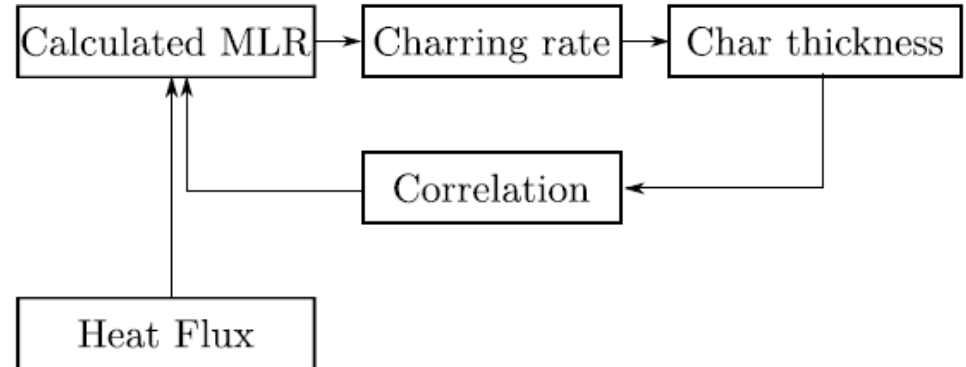 Calculated MLR
Charring rate
Char thickness
Correlation
Heat Flux